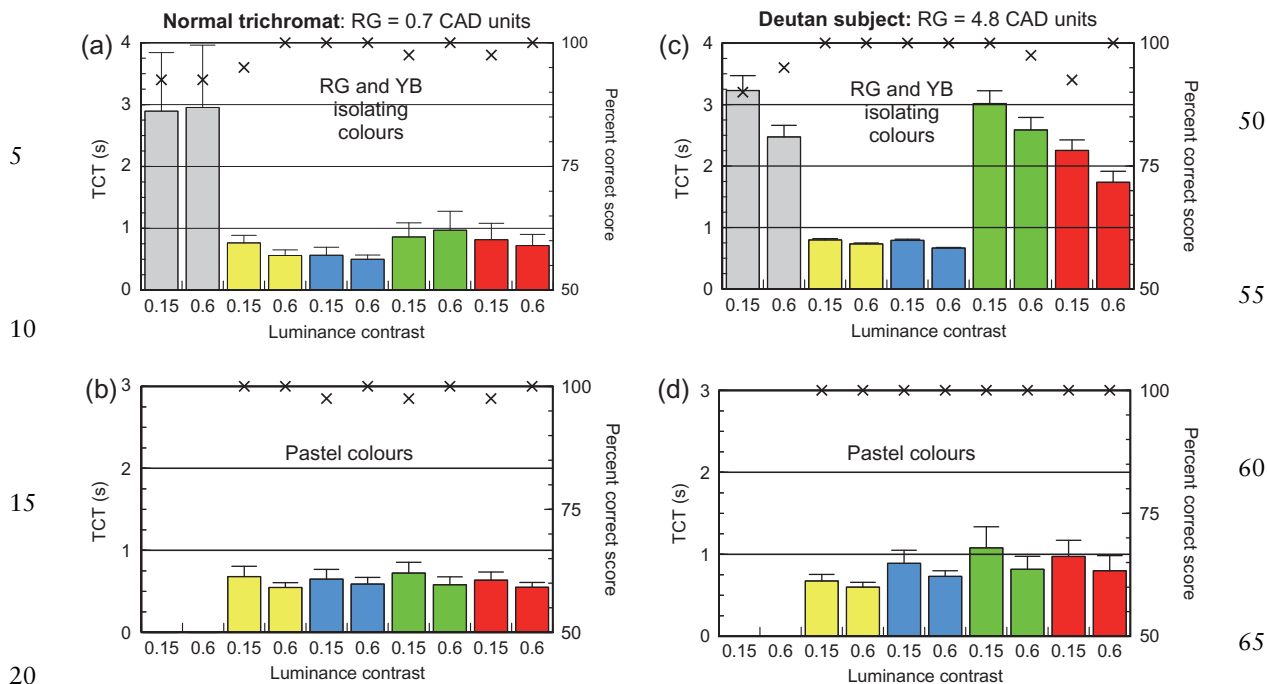 Normal trichromat: RG = 0.7 CAD units
(a)
4
3
2
1
0
TCT (s)
RG and YB
isolating
colours
100
75
50
Percent correct score
0.15 0.6 0.15 0.6 0.15 0.6 0.15 0.6 0.15 0.6
Luminance contrast
(b)
3
2
1
0
TCT (s)
Pastel colours
100
75
50
Percent correct score
0.15 0.6 0.15 0.6 0.15 0.6 0.15 0.6 0.15 0.6
Luminance contrast
Deutan subject: RG = 4.8 CAD units
(c)
4
3
2
1
0
TCT (s)
RG and YB
isolating
colours
100
75
50
Percent correct score
0.15 0.6 0.15 0.6 0.15 0.6 0.15 0.6 0.15 0.6
Luminance contrast
(d)
3
2
1
0
TCT (s)
Pastel colours
100
75
50
Percent correct score
0.15 0.6 0.15 0.6 0.15 0.6 0.15 0.6 0.15 0.6
Luminance contrast
5
10
15
20
50
55
60
65